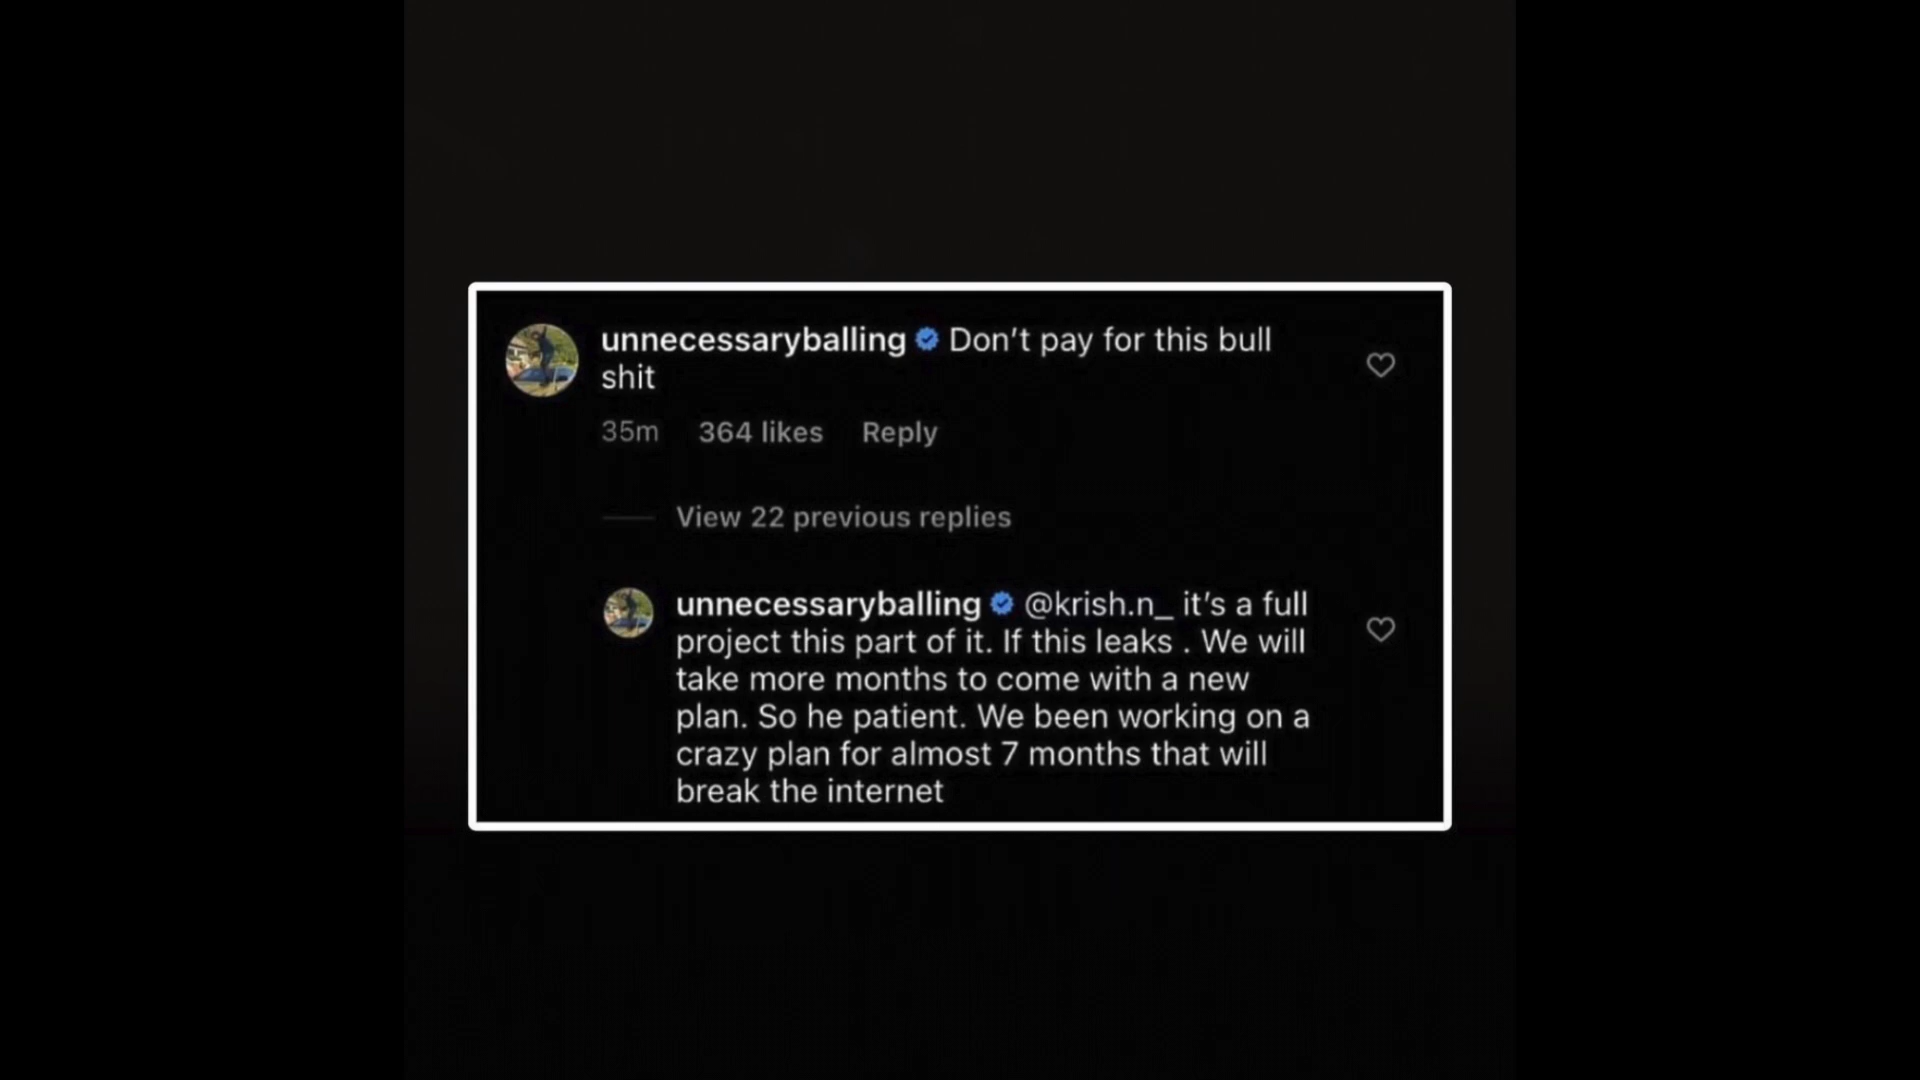 unnecessaryballing Don't pay for this bull
shit
35m 364 likes Reply
View 22 previous replies
unnecessaryballing @krish.n_ it's a full
project this part of it. If this leaks . We will
take more months to come with a new
plan. So he patient. We been working on a
crazy plan for almost 7 months that will
break the internet